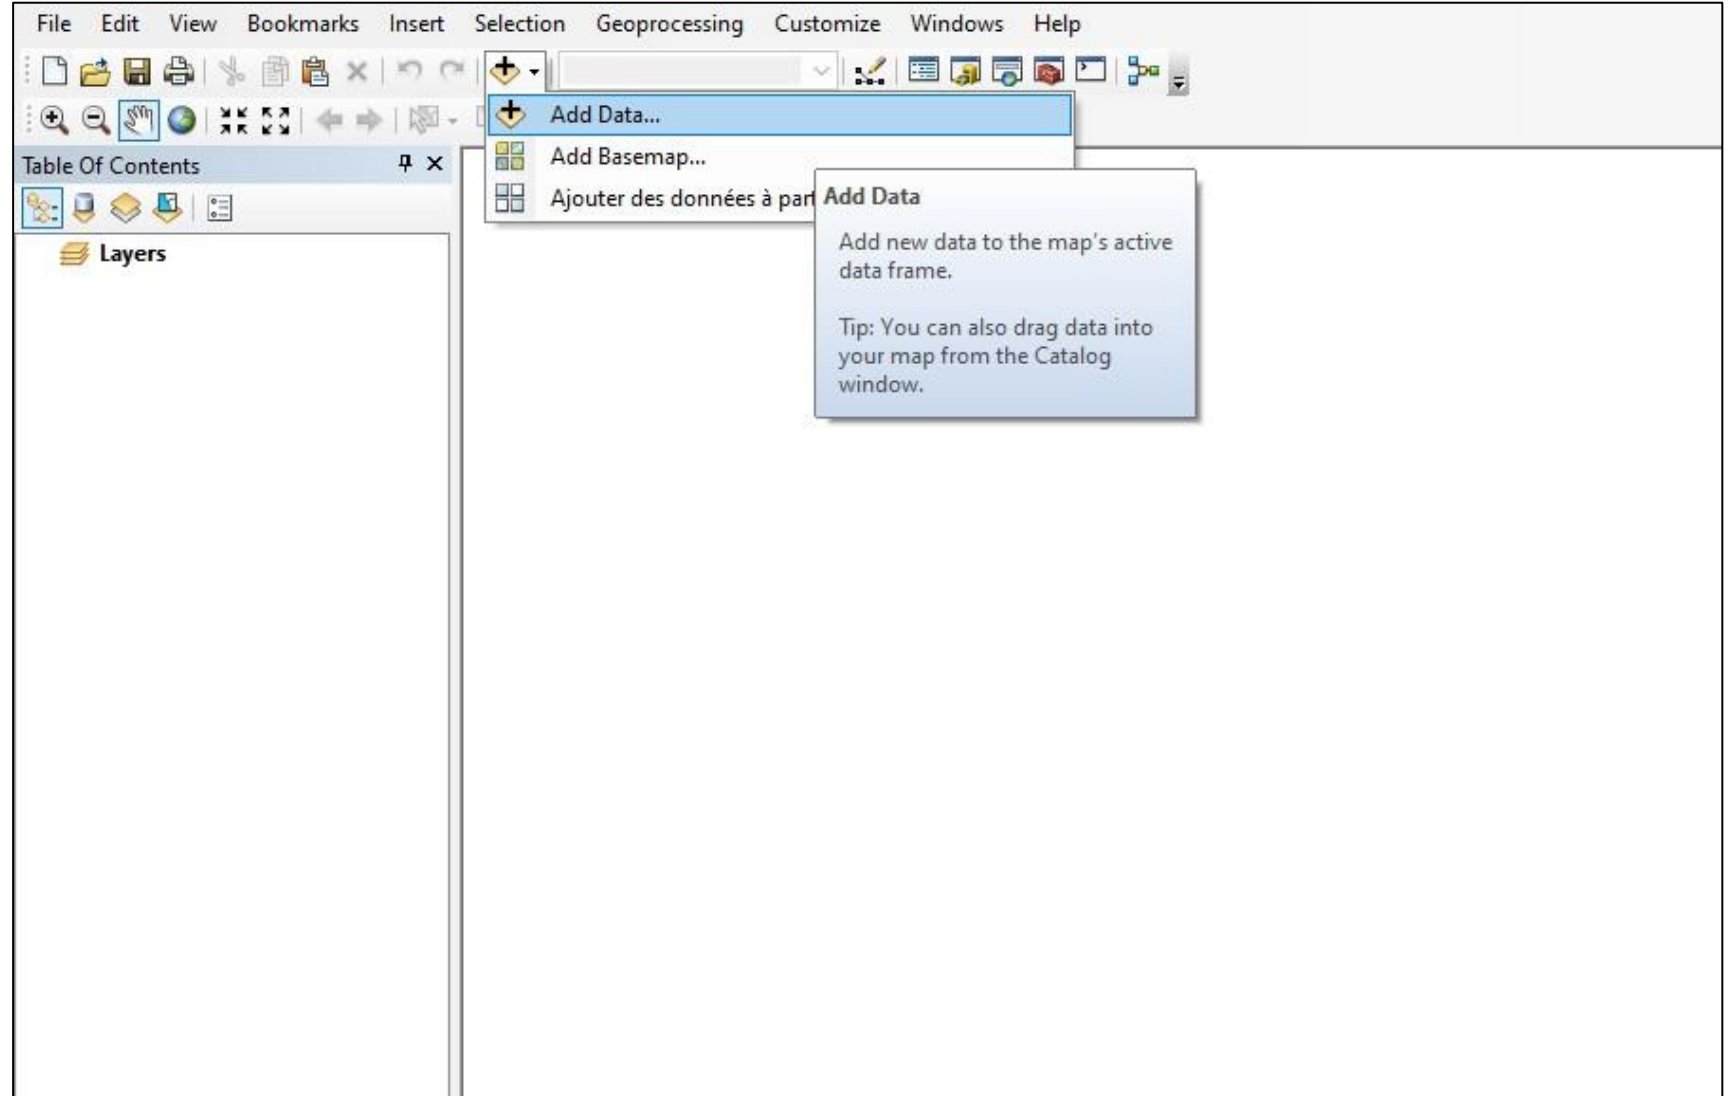 File Edit View Bookmarks Insert Selection Geoprocessing Customize Windows Help
Add Data...
Table Of Contents
Add Basemap...
Ajouter des données à
Add Data
Layers
Add new data to the map's active
data frame.
Tip: You can also drag data into
your map from the Catalog
window.